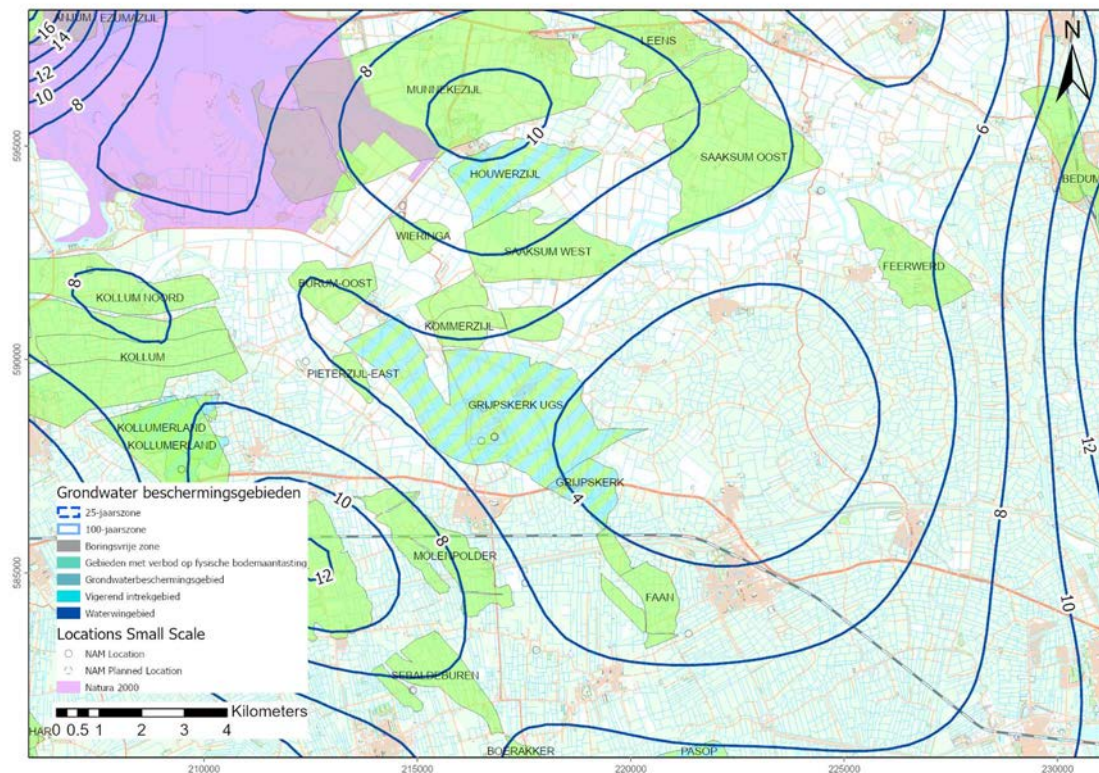 ANJUM
EZUMAZIJL
N
16
14
12
10
8
8
LEENS
MUNNEKEZIJL
10
6
595000
SAAKSUM OOST
HOUWERZIJL
BEDUM
WIERINGA
SAAKSUM WEST
FEERWERD
8
KOLLUM NOORD
BURUM-OOST
KOMMERZIJL
590000
KOLLUM
PIETERZIJL-EAST
GRIJPSKERK UGS
KOLLUMERLAND
KOLLUMERLAND
12
GRIJPSKERK
4
10
8
8
MOLENPOLDER
12
585000
FAAN
10
SEBALDEBUREN
HAR
BOERAKKER
PASOP
Grondwater beschermingsgebieden
25-jaarszone
100-jaarszone
Boringsvrije zone
Gebieden met verbod op fysische bodemaantasting
Grondwaterbeschermingsgebied
Vigerend intrekgebied
Waterwingebied
Locations Small Scale
NAM Location
NAM Planned Location
Natura 2000
Kilometers
0 0.5 1 2 3 4
210000 215000 220000 225000 230000